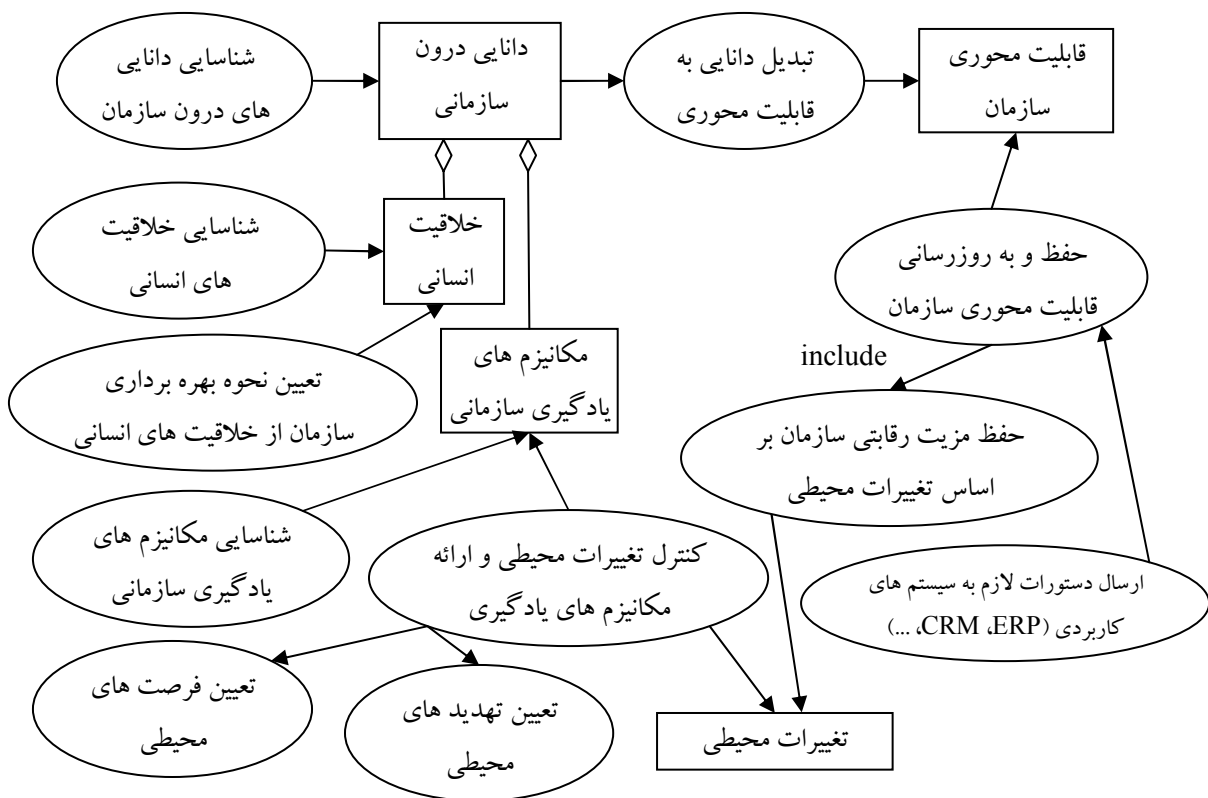 شناسایی دانایی
های درون سازمان
دانایی درون
سازمانی
تبدیل دانایی به
قابلیت محوری
قابلیت محوری
سازمان
شناسایی خلاقیت
های انسانی
خلاقیت
انسانی
حفظ و به روزرسانی
قابلیت محوری سازمان
include
تعیین نحوه بهره برداری
سازمان از خلاقیت های انسانی
مکانیزم های
یادگیری سازمانی
حفظ مزیت رقابتی سازمان بر
اساس تغییرات محیطی
شناسایی مکانیزم های
یادگیری سازمانی
کنترل تغییرات محیطی و ارائه
مکانیزم های یادگیری
ارسال دستورات لازم به سیستم های
کاربردی (CRM ،ERP، ...)
تعیین فرصت های
محیطی
تعیین تهدید های
محیطی
تغییرات محیطی